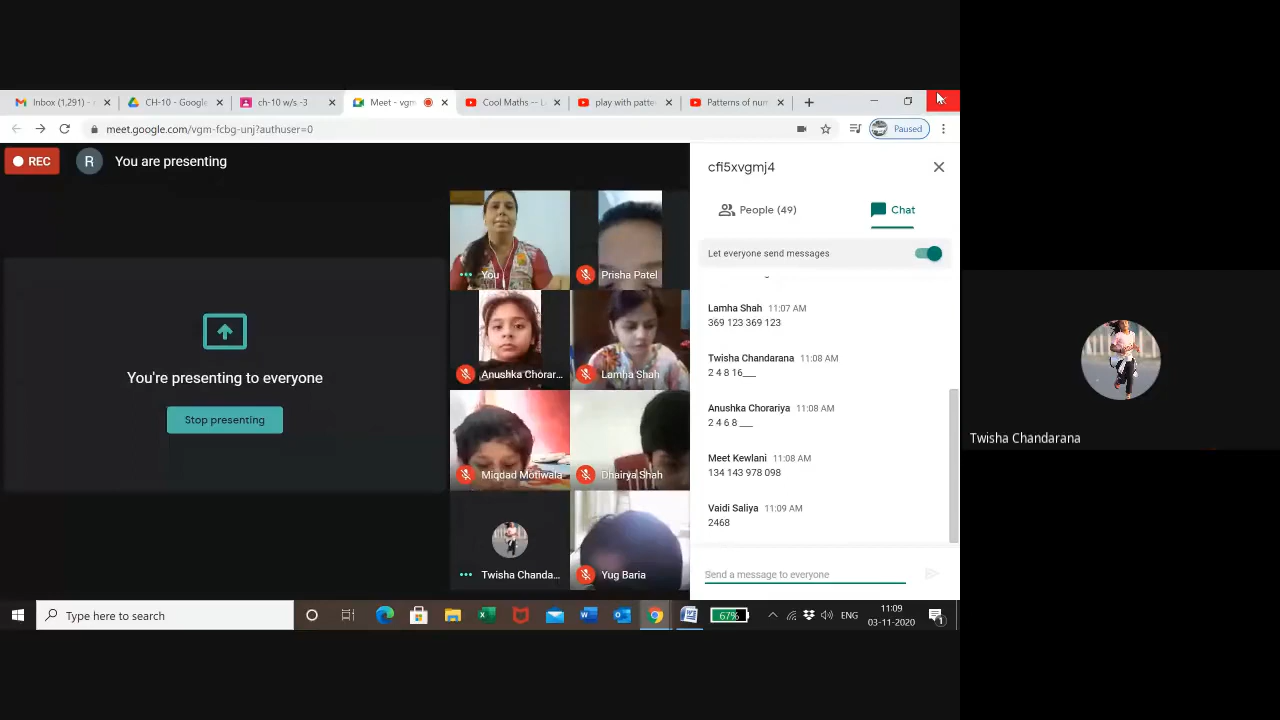 Inbox (1,291) -
CH-10 - Google
ch-10 w/s -3
Meet - vgm
Cool Maths -- L
play with patte
Patterns of num
meet.google.com/vgm-fcbg-unj?authuser=0
Paused
REC
R
You are presenting
cfi5xvgmj4
People (49)
Chat
Let everyone send messages
You
Prisha Patel
Lamha Shah 11:07 AM
369 123 369 123
You're presenting to everyone
Stop presenting
Anushka Chorar...
Lamha Shah
Twisha Chandarana 11:08 AM
2 4 8 16___
Anushka Chorariya 11:08 AM
2 4 6 8 ___
Miqdad Motiwala
Dhairya Shah
Meet Kewlani 11:08 AM
134 143 978 098
Vaidi Saliya 11:09 AM
2468
Twisha Chanda...
Yug Baria
Send a message to everyone
Twisha Chandarana
Type here to search
67%
ENG
11:09
03-11-2020
1